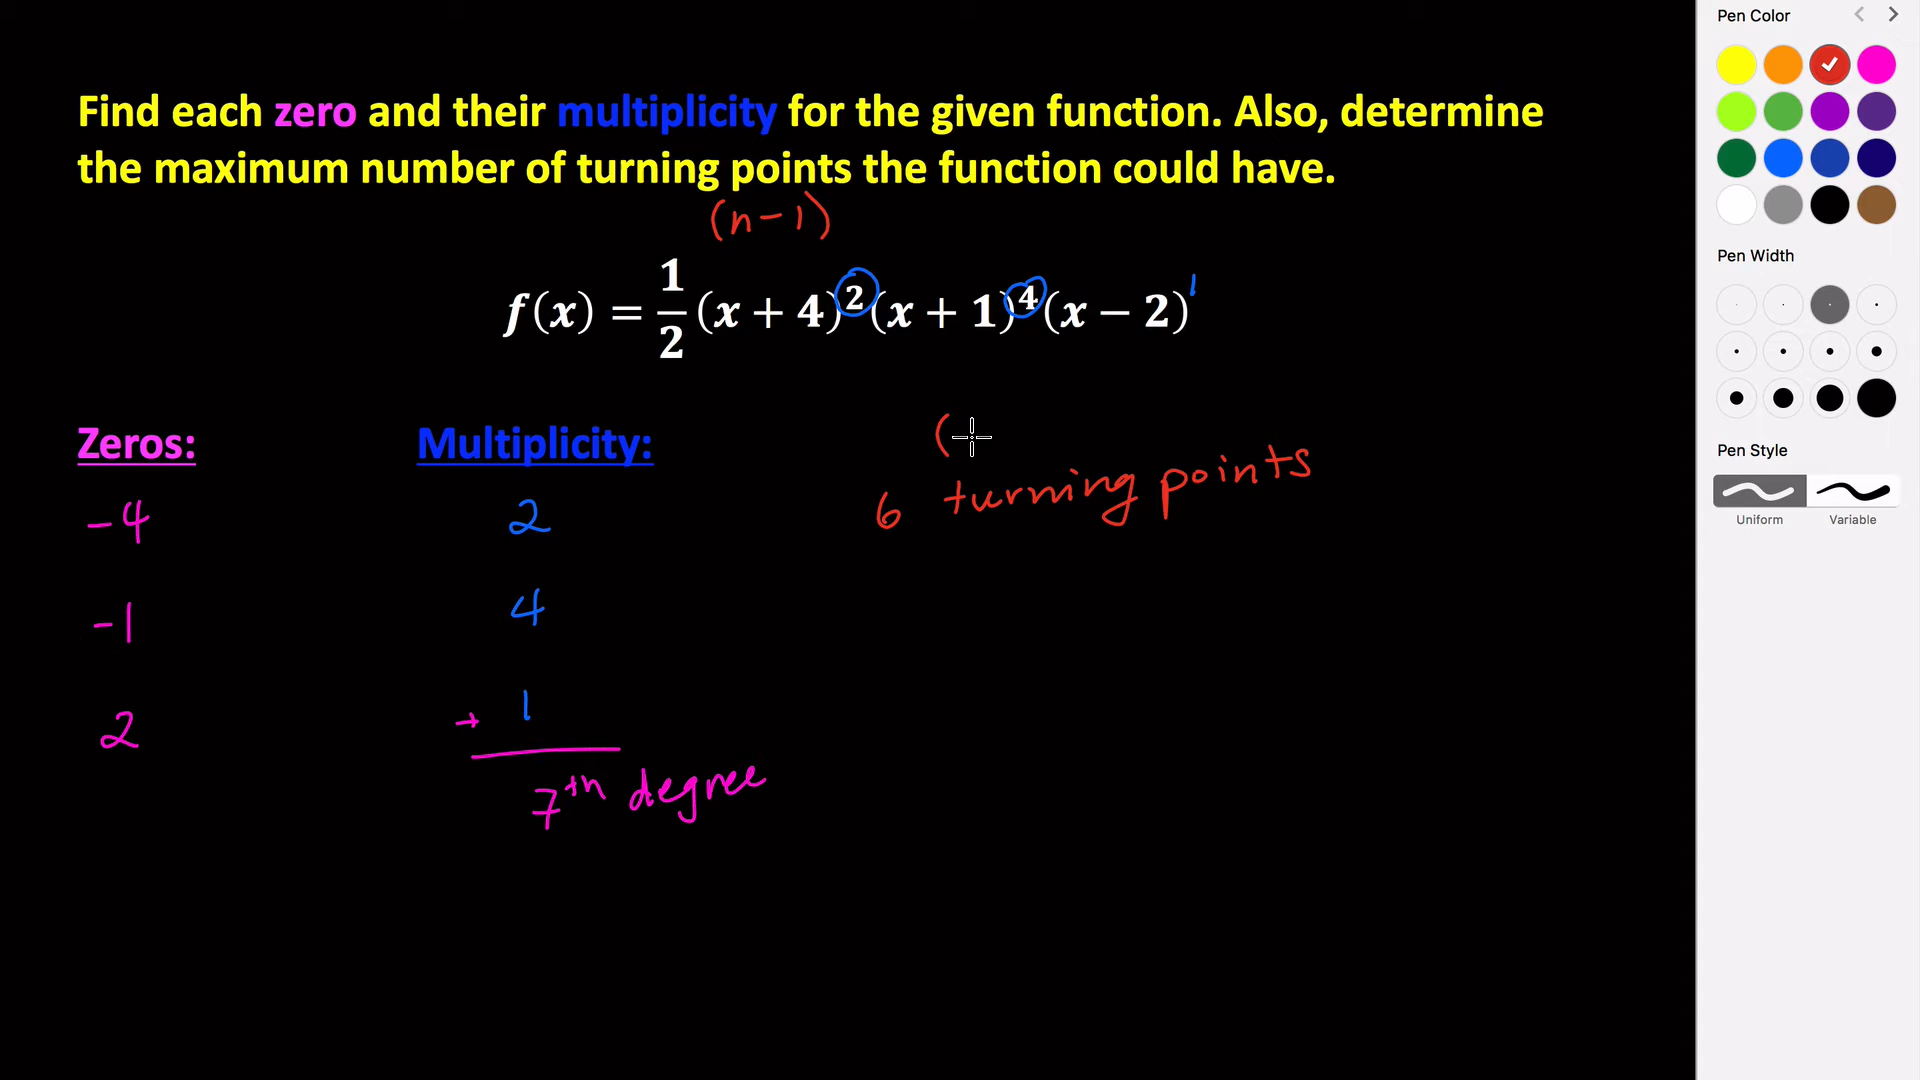 Find each zero and their multiplicity for the given function. Also, determine
the maximum number of turning points the function could have.
(n-1)
f(x) = 1/2 (x + 4)^2 (x + 1)^4 (x − 2)^1
Zeros:
Multiplicity:
(
6 turning points
-4
2
-1
4
2
+ 1
7th degree
Pen Color
Pen Width
Pen Style
Uniform
Variable